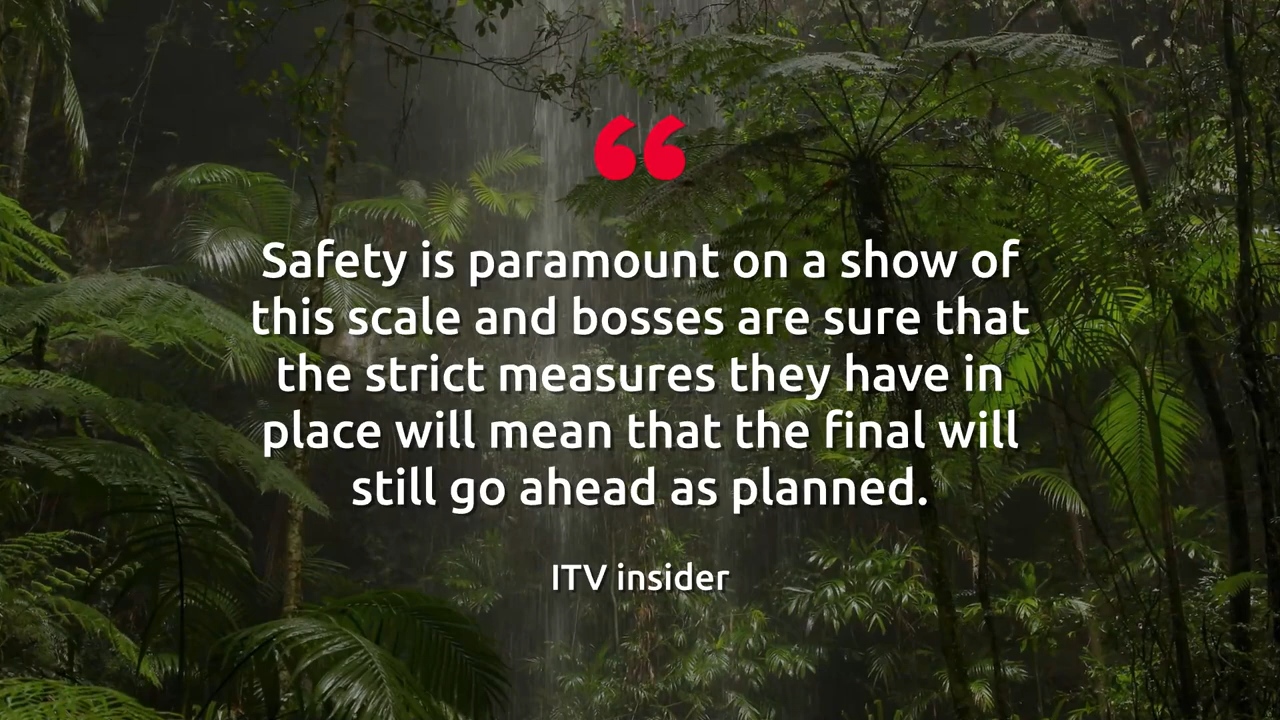 “
Safety is paramount on a show of
this scale and bosses are sure that
the strict measures they have in
place will mean that the final will
still go ahead as planned.
ITV insider